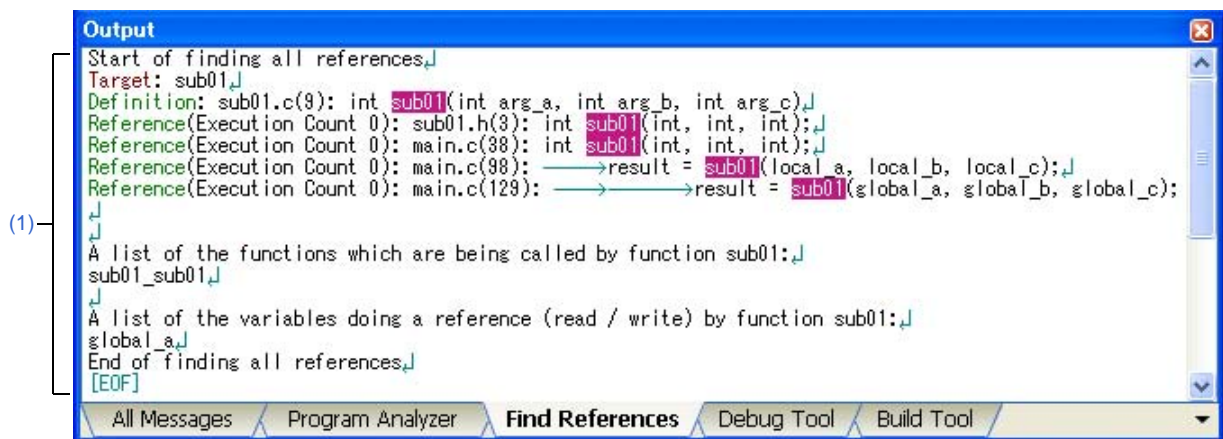 Output
(1)
Start of finding all references
Target: sub01
Definition: sub01.c(9): int sub01(int arg_a, int arg_b, int arg_c)
Reference(Execution Count 0): sub01.h(3): int sub01(int, int, int);
Reference(Execution Count 0): main.c(38): int sub01(int, int, int);
Reference(Execution Count 0): main.c(98): result = sub01(local_a, local_b, local_c);
Reference(Execution Count 0): main.c(129): result = sub01(global_a, global_b, global_c);
A list of the functions which are being called by function sub01:
sub01_sub01
A list of the variables doing a reference (read / write) by function sub01:
global_a
End of finding all references
[EOF]
All Messages Program Analyzer Find References Debug Tool Build Tool